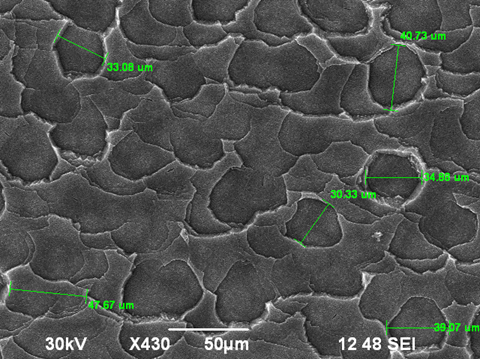 40.73 um
33.08 um
34.88 um
30.33 um
47.67 um
39.07 um
30kV X430 50µm 12 48 SEI